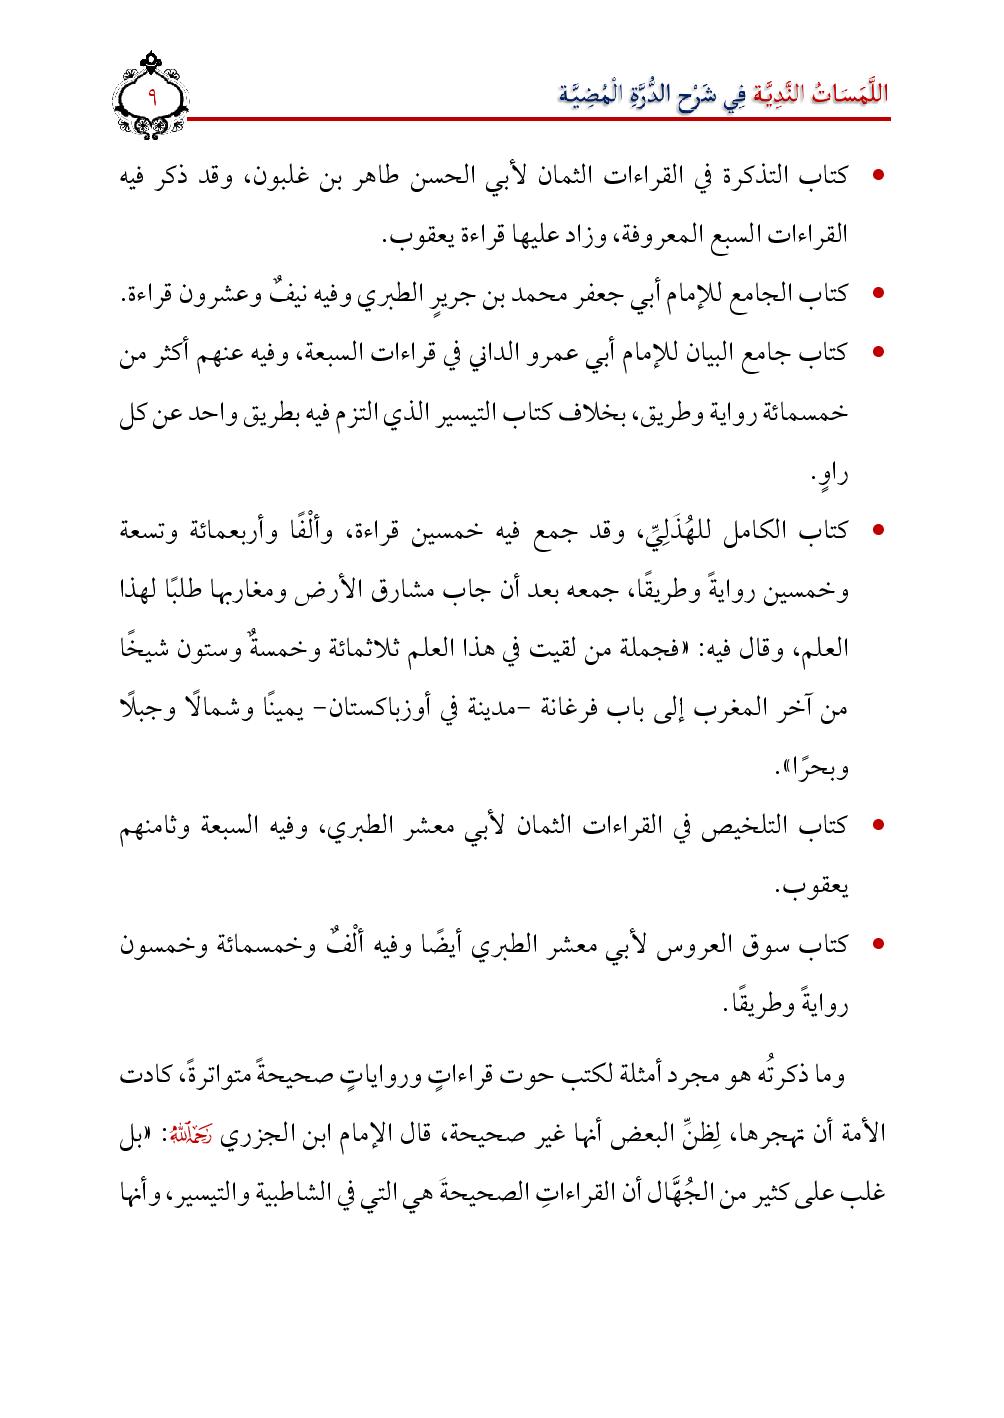 اللَّمَسَاتُ النَّدِيَّة فِي شَرْح الدُّرَّةِ الْمُضِيَّة
٩
• كتاب التذكرة في القراءات الثمان لأبي الحسن طاهر بن غلبون، وقد ذكر فيه
القراءات السبع المعروفة، وزاد عليها قراءة يعقوب.
• كتاب الجامع للإمام أبي جعفر محمد بن جريرٍ الطبري وفيه نيفٌ وعشرون قراءة.
• كتاب جامع البيان للإمام أبي عمرو الداني في قراءات السبعة، وفيه عنهم أكثر من
خمسمائة رواية وطريق، بخلاف كتاب التيسير الذي التزم فيه بطريق واحد عن كل
راوٍ.
• كتاب الكامل للهُذَلِيِّ، وقد جمع فيه خمسين قراءة، وألْفًا وأربعمائة وتسعة
وخمسين روايةً وطريقًا، جمعه بعد أن جاب مشارق الأرض ومغاربها طلبًا لهذا
العلم، وقال فيه: «فجملة من لقيت في هذا العلم ثلاثمائة وخمسةٌ وستون شيخًا
من آخر المغرب إلى باب فرغانة -مدينة في أوزباكستان- يمينًا وشمالًا وجبلًا
وبحرًا».
• كتاب التلخيص في القراءات الثمان لأبي معشر الطبري، وفيه السبعة وثامنهم
يعقوب.
• كتاب سوق العروس لأبي معشر الطبري أيضًا وفيه ألْفٌ وخمسمائة وخمسون
روايةً وطريقًا.
وما ذكرتُه هو مجرد أمثلة لكتب حوت قراءاتٍ ورواياتٍ صحيحةً متواترةً، كادت
الأمة أن تهجرها، لِظنِّ البعض أنها غير صحيحة، قال الإمام ابن الجزري رَحِمَهُ اللَّهُ: «بل
غلب على كثير من الجُهَّال أن القراءاتِ الصحيحةَ هي التي في الشاطبية والتيسير، وأنها